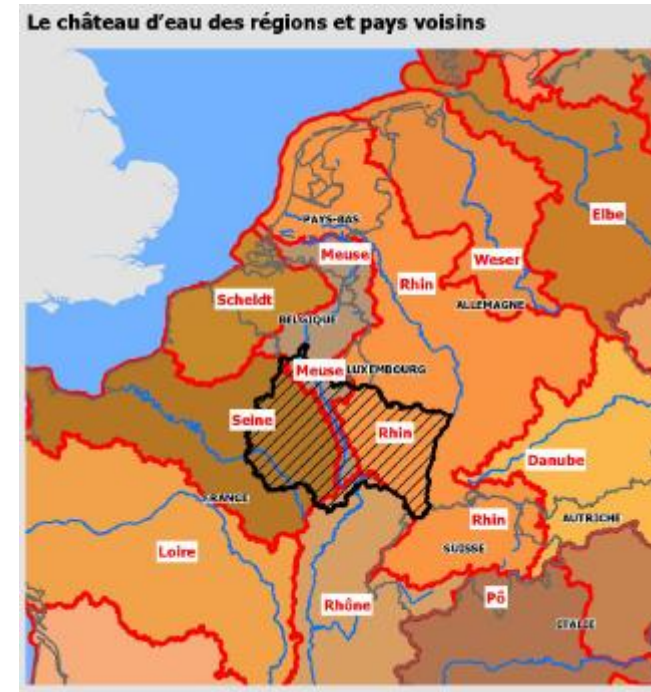 Le château d'eau des régions et pays voisins
Elbe
PAYS-BAS
Meuse
Weser
Rhin
Scheldt
ALLEMAGNE
BELGIQUE
Meuse
LUXEMBOURG
Seine
Rhin
Danube
FRANCE
Rhin
AUTRICHE
Loire
SUISSE
Rhône
Pô
ITALIE